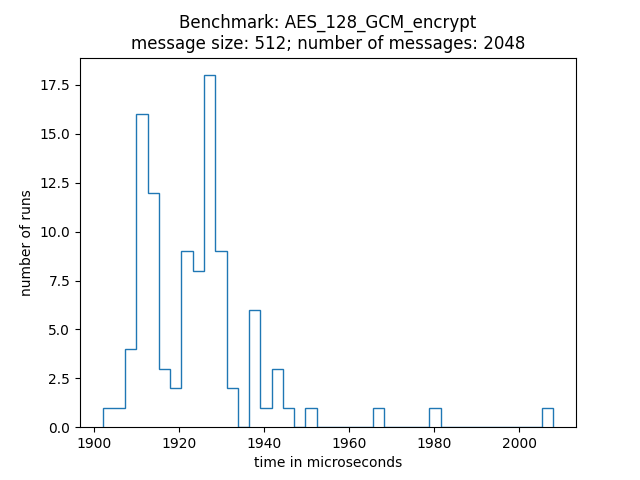 Benchmark: AES_128_GCM_encrypt
message size: 512; number of messages: 2048
17.5
15.0
12.5
10.0
7.5
5.0
2.5
0.0
number of runs
1900 1920 1940 1960 1980 2000
time in microseconds